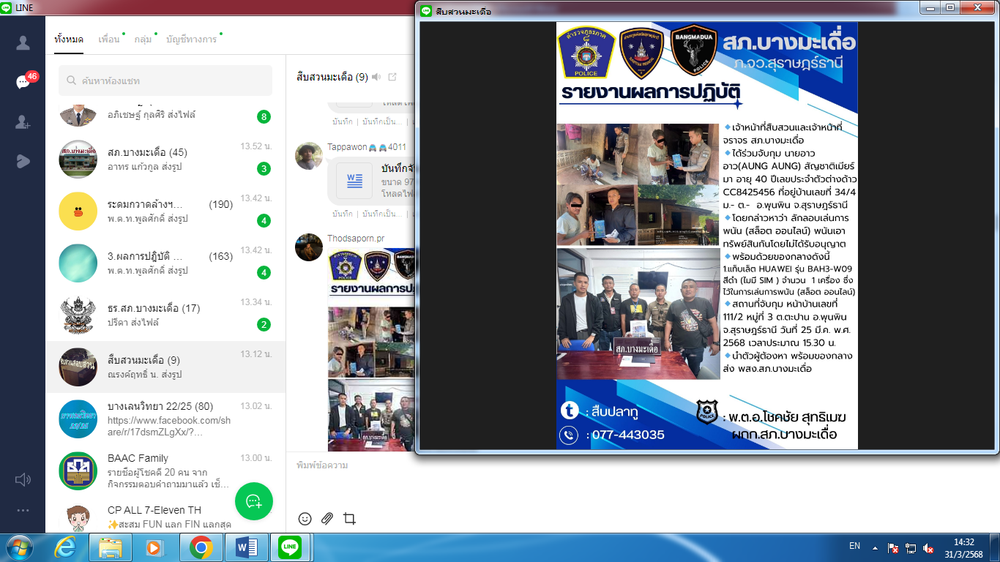 LINE
ทั้งหมด
เพื่อน
กลุ่ม
บัญชีทางการ
46
ค้นหาห้องแชท
อภิเชษฐ์ กุลศิริ ส่งไฟล์
8
สภ.บางมะเดือ (45)
13.52 น.
อาทร แก้วกูล ส่งรูป
3
ระดมกวาดล้างฯ... (190)
13.42 น.
พ.ต.ท.พูลศักดิ์ ส่งรูป
4
3.ผลการปฏิบัติ ... (163)
13.42 น.
พ.ต.ท.พูลศักดิ์ ส่งรูป
4
ธร.สภ.บางมะเดื่อ (17)
13.34 น.
ปรีดา ส่งไฟล์
2
สืบสวนมะเดื่อ (9)
13.12 น.
ณรงค์ฤทธิ์ น. ส่งรูป
บางเลนวิทยา 22/25 (80)
13.02 น.
https://www.facebook.com/sh
are/r/17dsmZLgXx/?...
BAAC Family
13.00 น.
รายชื่อผู้โชคดี 20 คน จาก
กิจกรรมตอบคำถามมาแล้ว เช็...
CP ALL 7-Eleven TH
✨สะสม FUN แลก FIN แลกสุด
สืบสวนมะเดื่อ (9)
บันทึก | บันทึกเป็น...
Tappawon🚘🚘4011
บันทึกจั
ขนาด 97
โหลดไฟ
บันทึก | บันทึกเป็น...
Thodsaporn.pr
รายงานผลการปฏิบั
สภ.บางมะเดื่อ
พิมพ์ข้อความ
สืบสวนมะเดื่อ
ตำรวจภูธรภาค
๘
POLICE
BANGMADUA
POLICE
สภ.บางมะเดื่อ
ภ.จว.สุราษฎร์ธานี
รายงานผลการปฏิบัติ
🔹เจ้าหน้าที่สืบสวนและเจ้าหน้าที่
จราจร สภ.บางมะเดื่อ
🔹ได้ร่วมจับกุม นายอาว
อาว(AUNG AUNG) สัญชาติเมียร์
มา อายุ 40 ปีเลขประจำตัวต่างด้าว
CC8425456 ที่อยู่บ้านเลขที่ 34/4
ม.- ต.- อ.พุนพิน จ.สุราษฎร์ธานี
🔹โดยกล่าวหาว่า ลักลอบเล่นการ
พนัน (สล็อต ออนไลน์) พนันเอา
ทรัพย์สินกันโดยไม่ได้รับอนุญาต
🔹พร้อมด้วยของกลางดังนี้
1.แท็บเล็ต HUAWEI รุ่น BAH3-W09
สีดำ (ไม่มี SIM ) จำนวน 1 เครื่อง ซึ่ง
ไว้ในการเล่นการพนัน (สล็อต ออนไลน์)
🔹สถานที่จับกุม หน้าบ้านเลขที่
111/2 หมู่ที่ 3 ต.ตะปาน อ.พุนพิน
จ.สุราษฎร์ธานี วันที่ 25 มี.ค. พ.ศ.
2568 เวลาประมาณ 15.30 น.
🔹นำตัวผู้ต้องหา พร้อมของกลาง
ส่ง พสง.สภ.บางมะเดื่อ
สภ.บางมะเดื่อ
t : สืบปลาทู
: 077-443035
POLICE
: พ.ต.อ.โชคชัย สุทธิเมฆ
ผกก.สภ.บางมะเดื่อ
EN
14:32
31/3/2568